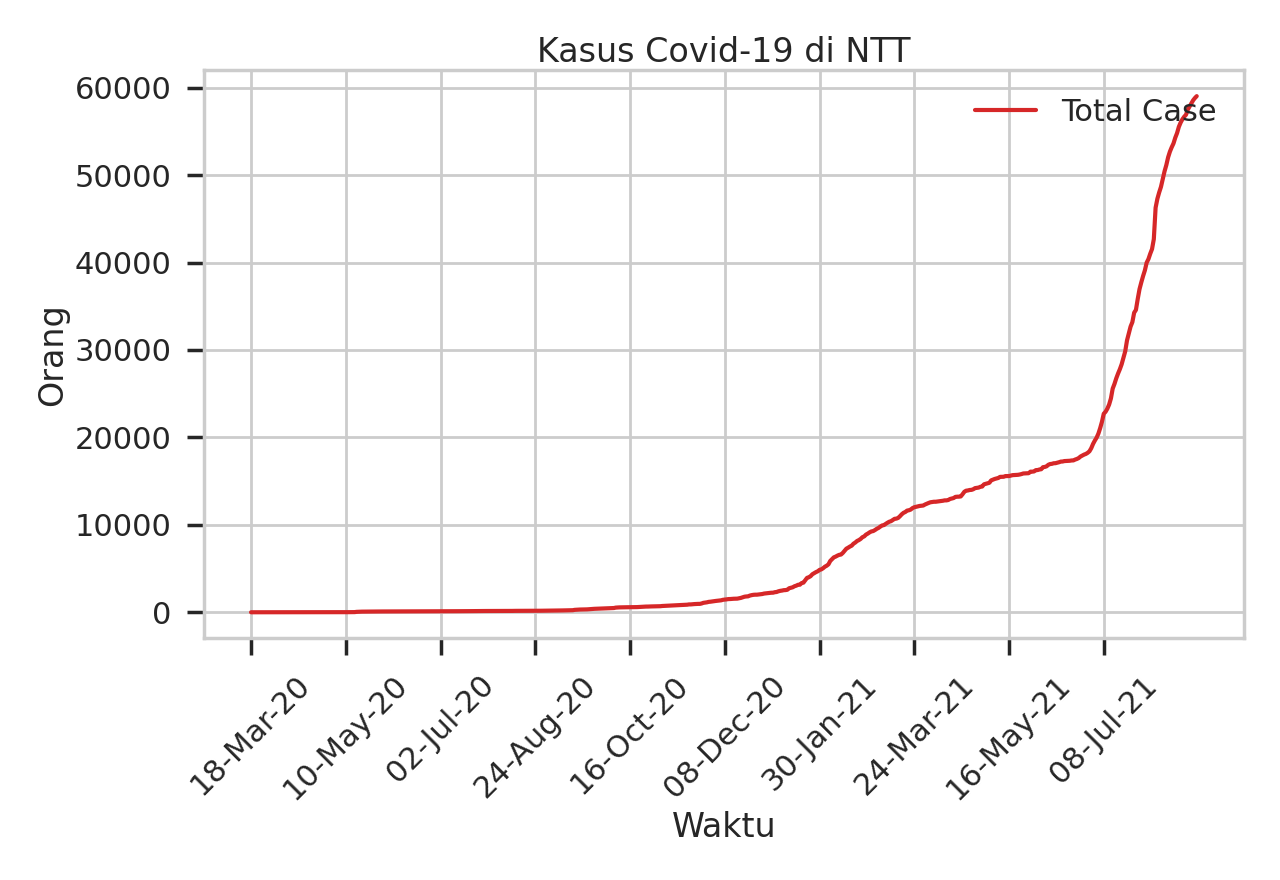 Kasus Covid-19 di NTT
Total Case
60000
50000
40000
30000
20000
10000
0
Orang
18-Mar-20
10-May-20
02-Jul-20
24-Aug-20
16-Oct-20
08-Dec-20
30-Jan-21
24-Mar-21
16-May-21
08-Jul-21
Waktu